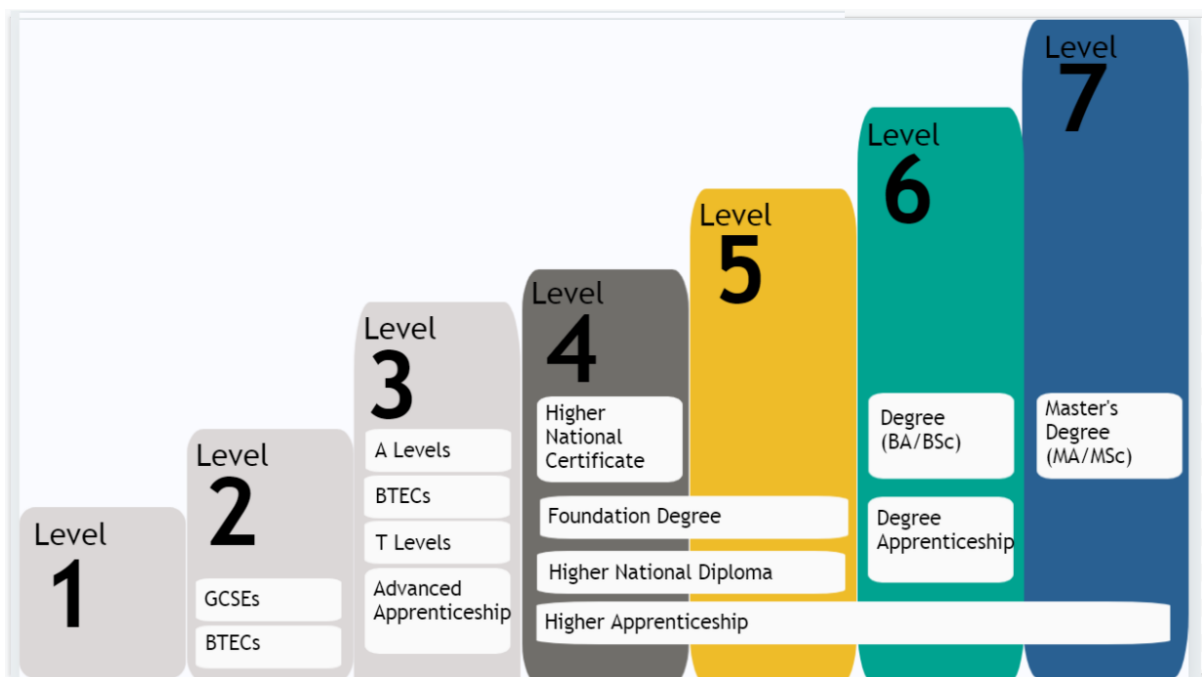 Level
1
Level
2
GCSEs
BTECs
Level
3
A Levels
BTECs
T Levels
Advanced
Apprenticeship
Level
4
Higher
National
Certificate
Foundation Degree
Higher National Diploma
Higher Apprenticeship
Level
5
Level
6
Degree
(BA/BSc)
Degree
Apprenticeship
Level
7
Master's
Degree
(MA/MSc)